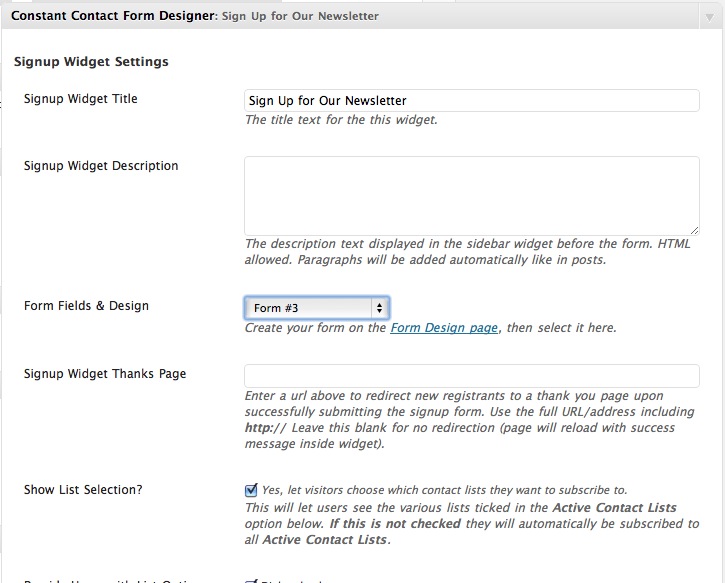 Constant Contact Form Designer: Sign Up for Our Newsletter
Signup Widget Settings
Signup Widget Title
Sign Up for Our Newsletter
The title text for the this widget.
Signup Widget Description
The description text displayed in the sidebar widget before the form. HTML
allowed. Paragraphs will be added automatically like in posts.
Form Fields & Design
Form #3
Create your form on the Form Design page, then select it here.
Signup Widget Thanks Page
Enter a url above to redirect new registrants to a thank you page upon
successfully submitting the signup form. Use the full URL/address including
http:// Leave this blank for no redirection (page will reload with success
message inside widget).
Show List Selection?
Yes, let visitors choose which contact lists they want to subscribe to.
This will let users see the various lists ticked in the Active Contact Lists
option below. If this is not checked they will automatically be subscribed to
all Active Contact Lists.